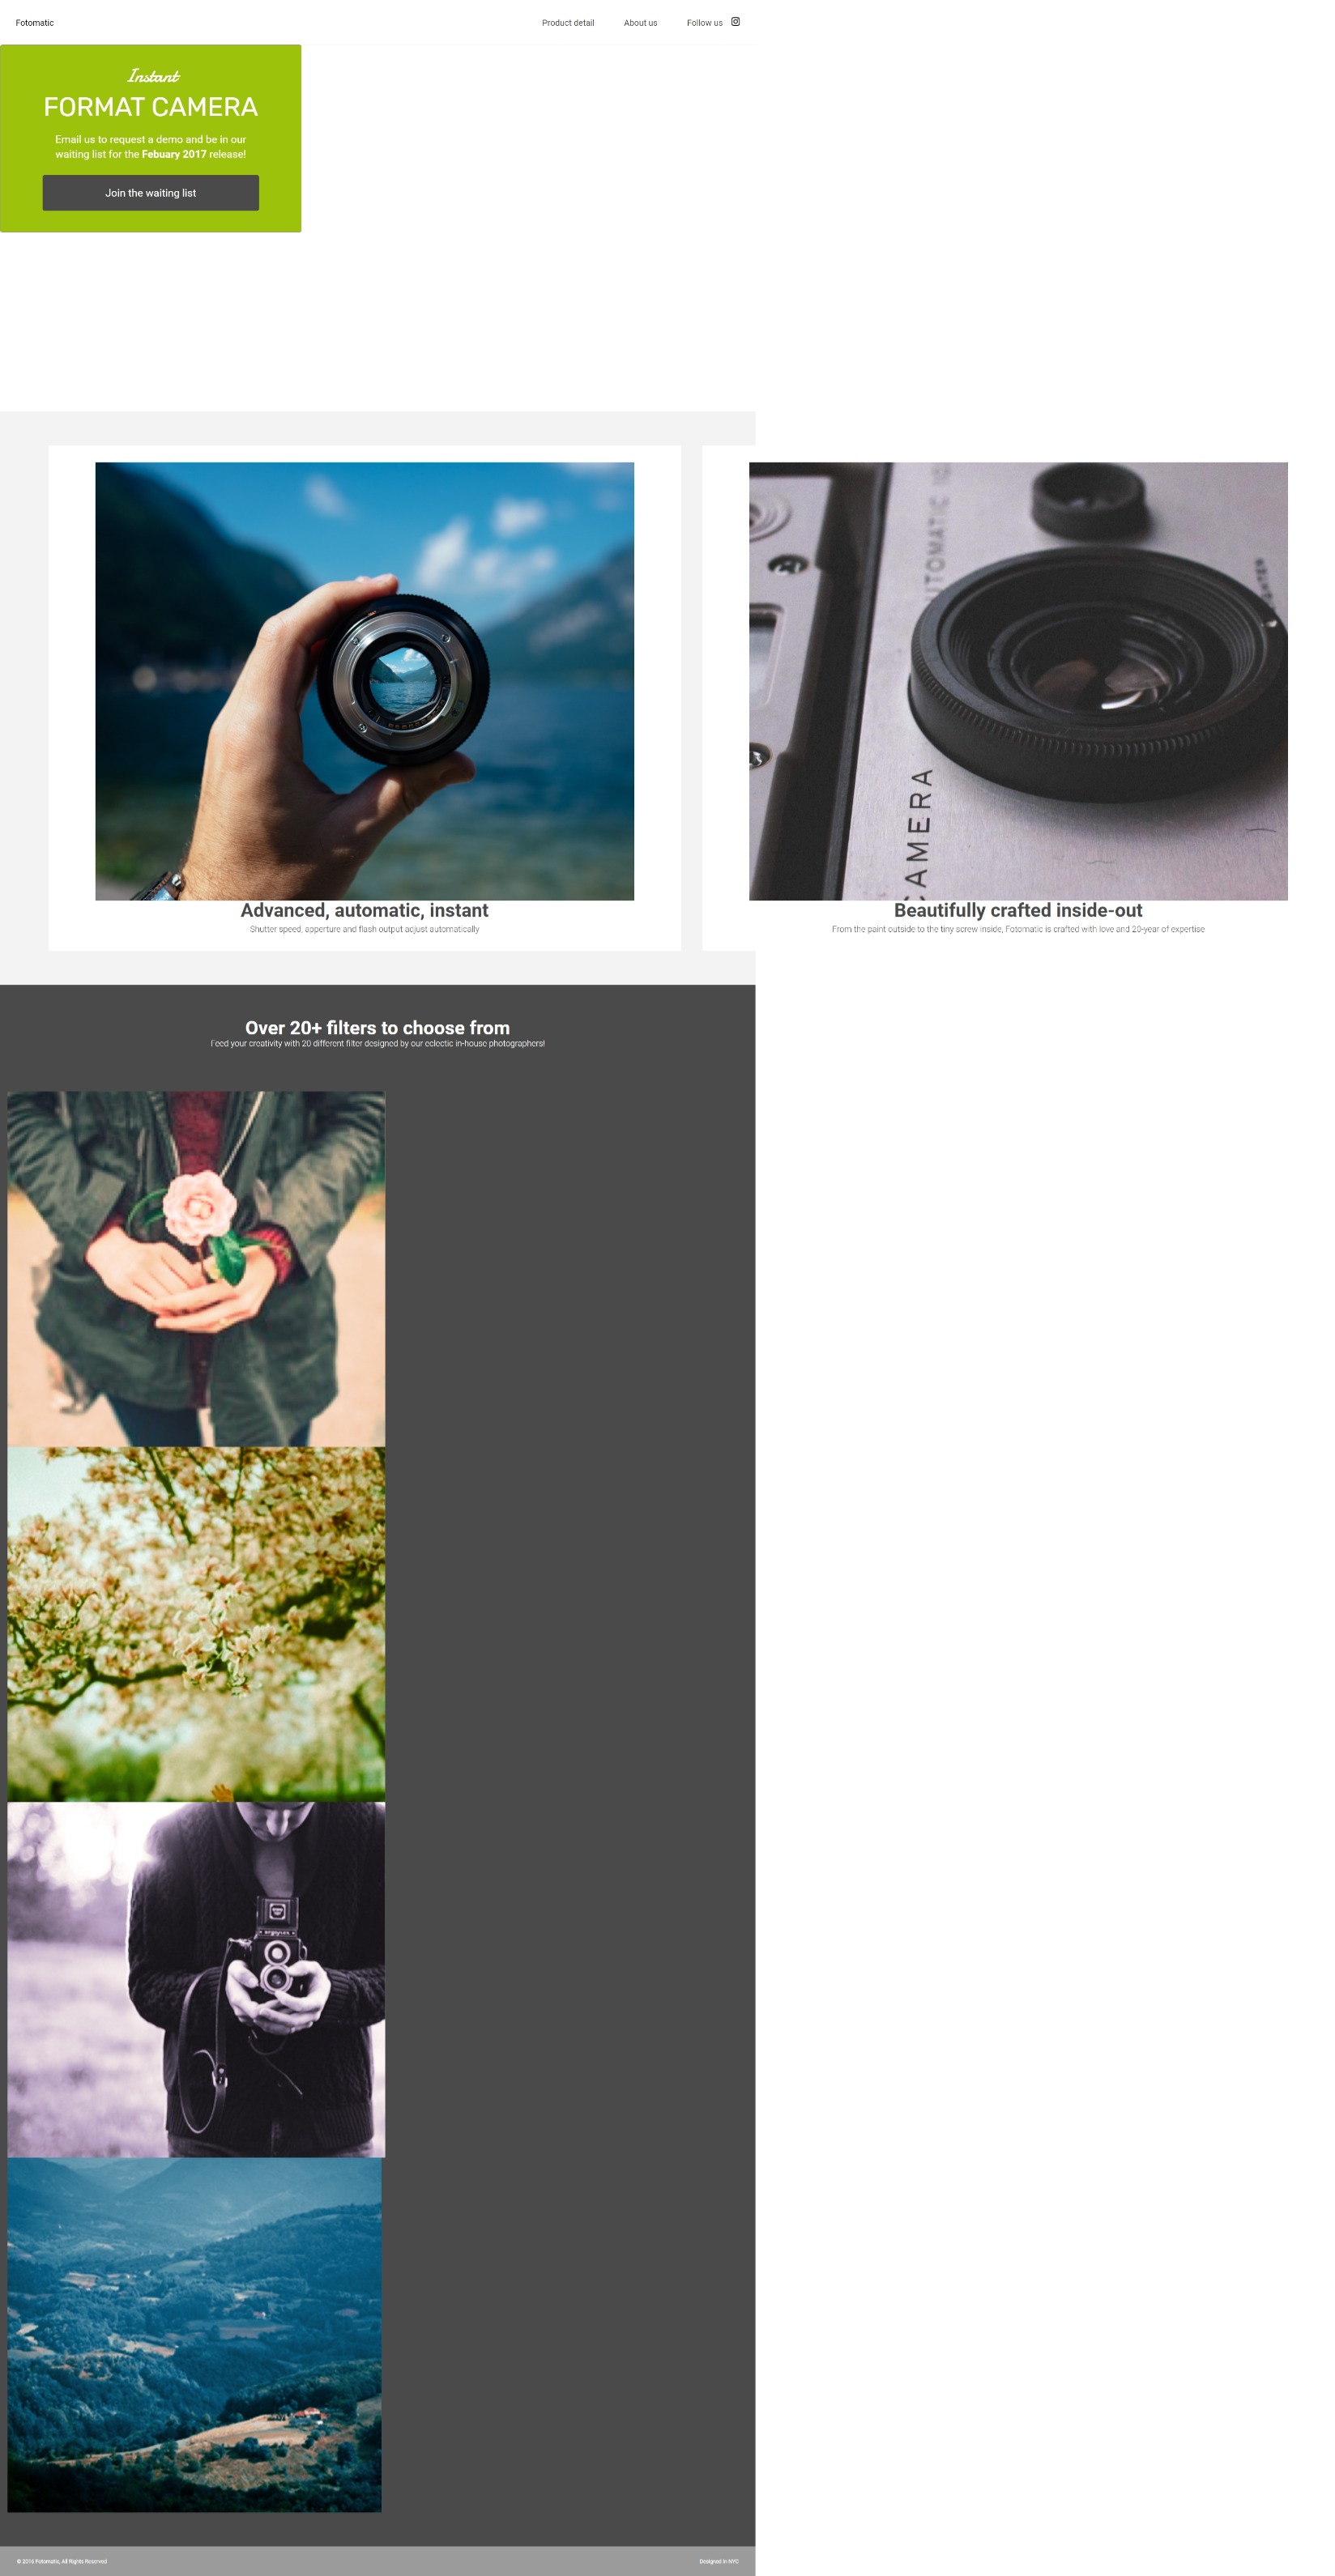 Fotomatic
Product detail
About us
Follow us
Instant
FORMAT CAMERA
Email us to request a demo and be in our
waiting list for the Febuary 2017 release!
Join the waiting list
CAMERA
Advanced, automatic, instant
Shutter speed, apperture and flash output adjust automatically
Beautifully crafted inside-out
From the paint outside to the tiny screw inside, Fotomatic is crafted with love and 20-year of expertise
Over 20+ filters to choose from
Feed your creativity with 20 different filter designed by our eclectic in-house photographers!
© 2016 Fotomatic, All Rights Reserved
Designed in NYC